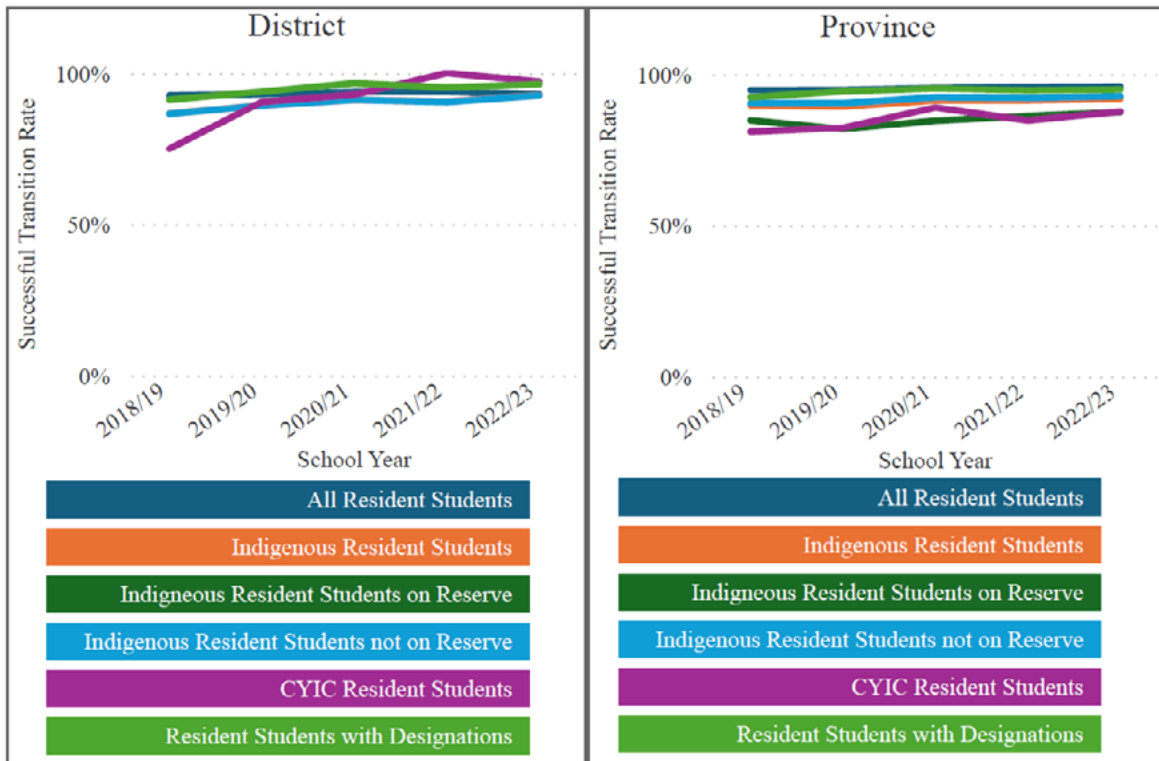 District
Successful Transition Rate
100%
50%
0%
2018/19
2019/20
2020/21
2021/22
2022/23
School Year
All Resident Students
Indigenous Resident Students
Indigneous Resident Students on Reserve
Indigenous Resident Students not on Reserve
CYIC Resident Students
Resident Students with Designations
Province
Successful Transition Rate
100%
50%
0%
2018/19
2019/20
2020/21
2021/22
2022/23
School Year
All Resident Students
Indigenous Resident Students
Indigneous Resident Students on Reserve
Indigenous Resident Students not on Reserve
CYIC Resident Students
Resident Students with Designations